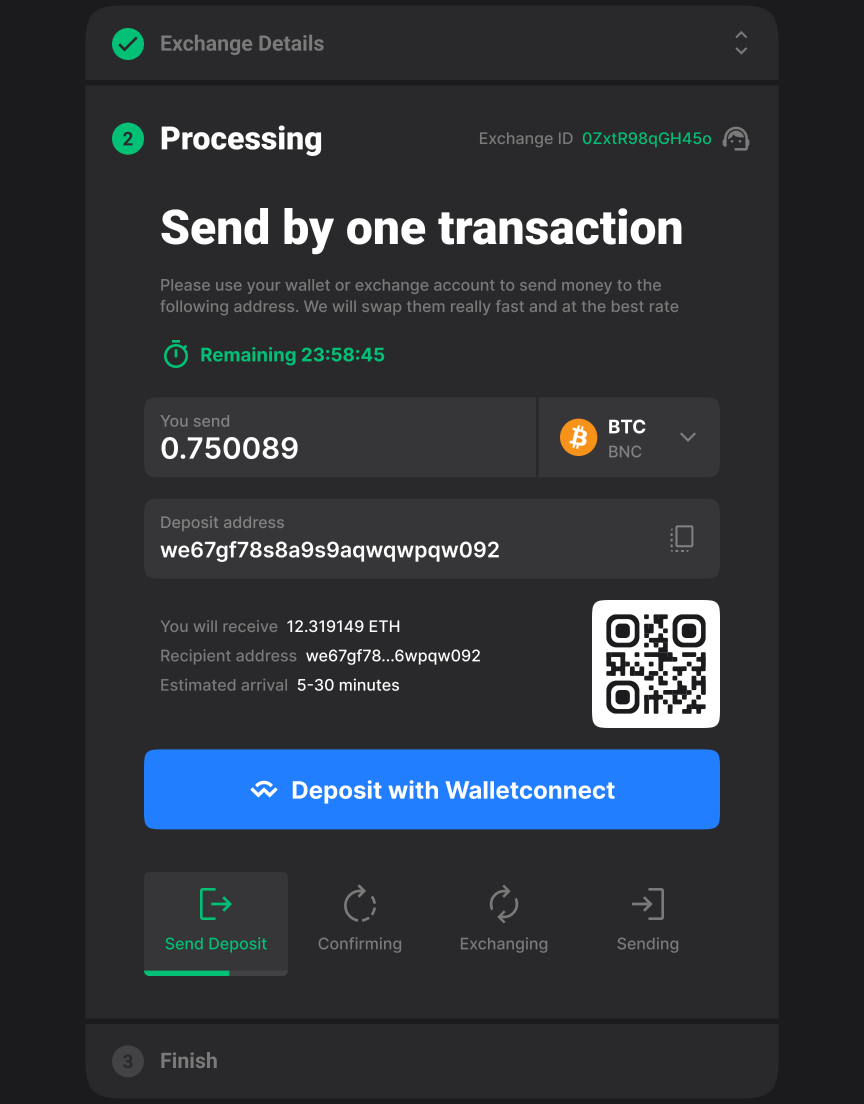 Exchange Details
2 Processing Exchange ID 0ZxtR98qGH45o
Send by one transaction
Please use your wallet or exchange account to send money to the
following address. We will swap them really fast and at the best rate
Remaining 23:58:45
You send
0.750089
BTC
BNC
Deposit address
we67gf78s8a9s9aqwqwpqw092
You will receive 12.319149 ETH
Recipient address we67gf78...6wpqw092
Estimated arrival 5-30 minutes
Deposit with Walletconnect
Send Deposit Confirming Exchanging Sending
3 Finish